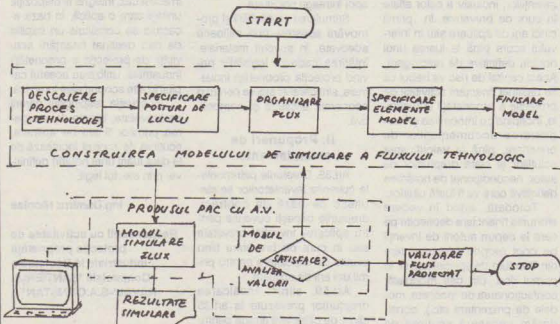 START
DESCRIERE
PROCES
(TEHNOLOGIE)
SPECIFICARE
POSTURI DE
LUCRU
ORGANIZARE
FLUX
SPECIFICARE
ELEMENTE
MODEL
FINISARE
MODEL
CONSTRUIREA MODELULUI DE SIMULARE A FLUXULUI TEHNOLOGIC
PRODUSUL PAC CU A.V.
MODUL
SIMULARE
FLUX
MODUL
DE
ANALIZA
VALORII
SATISFACE?
VALIDARE
FLUX
PROIECTAT
STOP
REZULTATE
SIMULARE